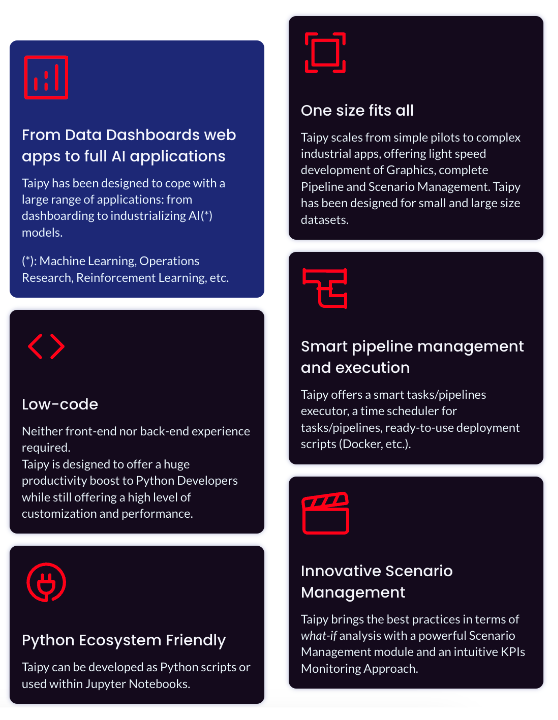 From Data Dashboards web
apps to full AI applications
Taipy has been designed to cope with a
large range of applications: from
dashboarding to industrializing AI(*)
models.
(*): Machine Learning, Operations
Research, Reinforcement Learning, etc.
Low-code
Neither front-end nor back-end experience
required.
Taipy is designed to offer a huge
productivity boost to Python Developers
while still offering a high level of
customization and performance.
Python Ecosystem Friendly
Taipy can be developed as Python scripts or
used within Jupyter Notebooks.
One size fits all
Taipy scales from simple pilots to complex
industrial apps, offering light speed
development of Graphics, complete
Pipeline and Scenario Management. Taipy
has been designed for small and large size
datasets.
Smart pipeline management
and execution
Taipy offers a smart tasks/pipelines
executor, a time scheduler for
tasks/pipelines, ready-to-use deployment
scripts (Docker, etc.).
Innovative Scenario
Management
Taipy brings the best practices in terms of
what-if analysis with a powerful Scenario
Management module and an intuitive KPIs
Monitoring Approach.